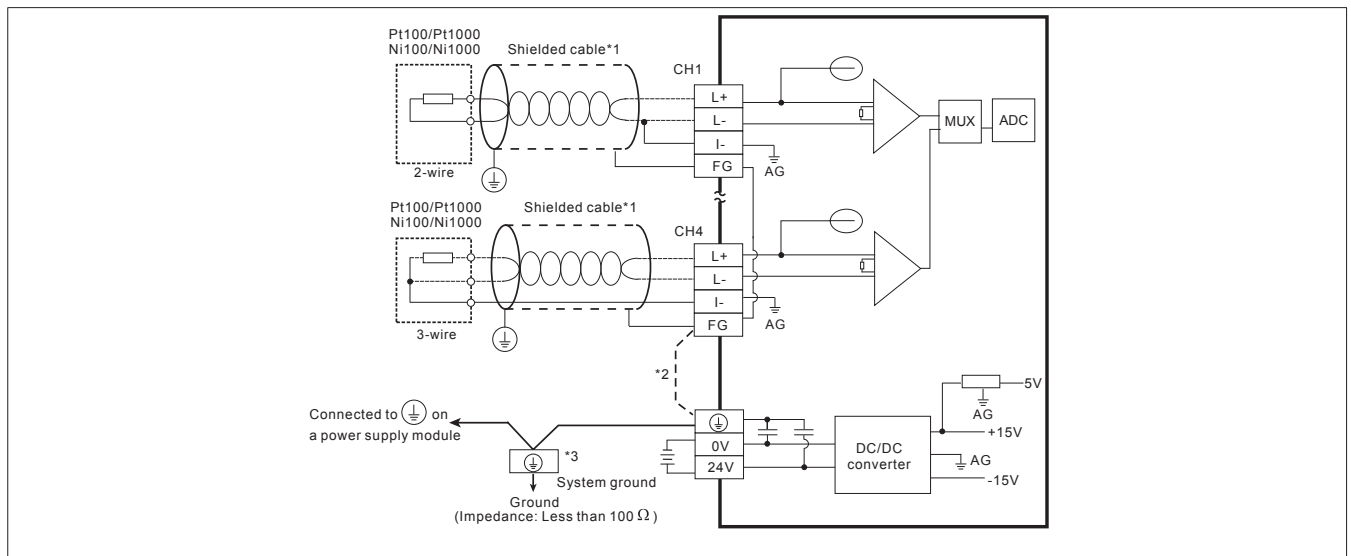 Pt100/Pt1000
Ni100/Ni1000
Shielded cable*1
CH1
L+
L-
I-
FG
AG
MUX
ADC
2-wire
Pt100/Pt1000
Ni100/Ni1000
Shielded cable*1
CH4
L+
L-
I-
FG
AG
3-wire
*2
5V
AG
+15V
Connected to on
a power supply module
0V
24V
DC/DC
converter
AG
-15V
*3
System ground
Ground
(Impedance: Less than 100 Ω )